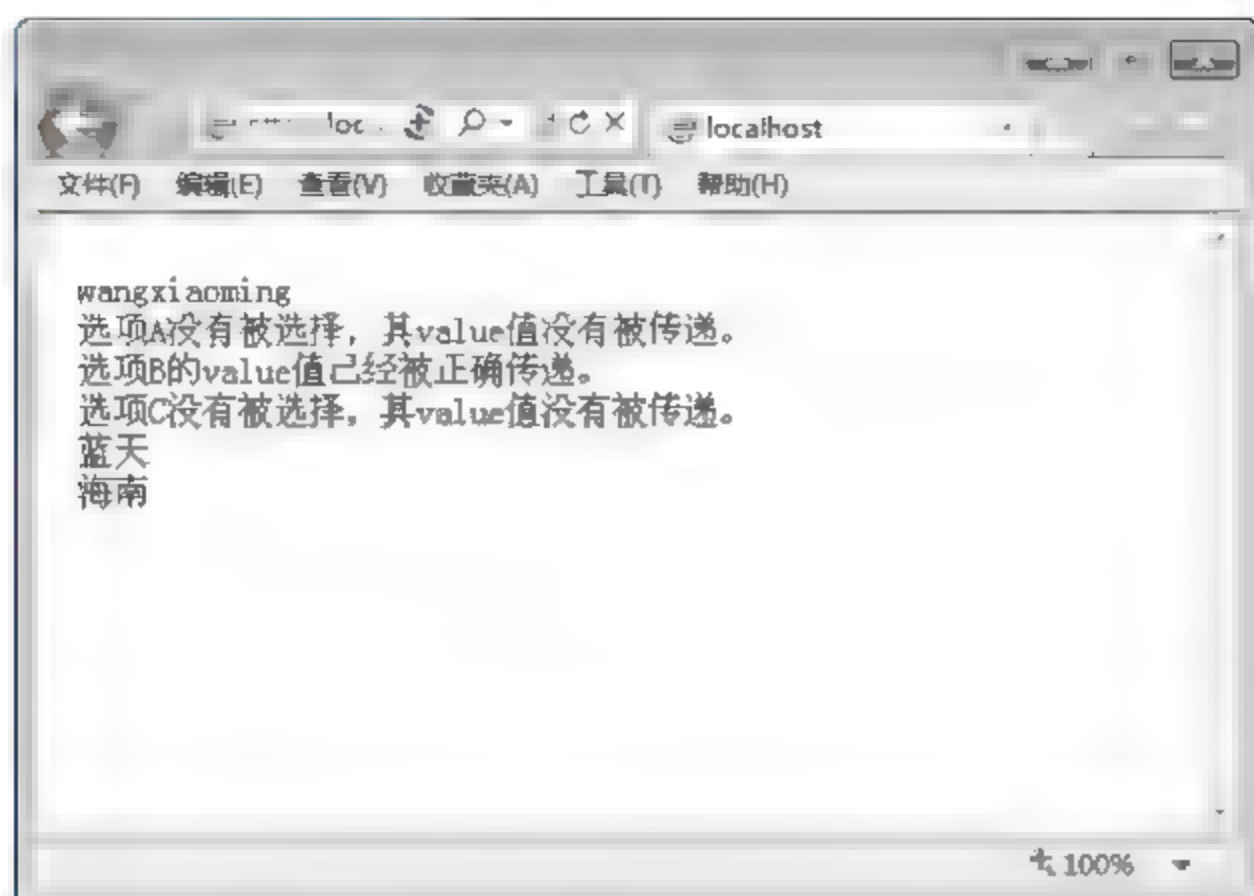 loc
localhost
文件(F) 编辑(E) 查看(V) 收藏夹(A) 工具(T) 帮助(H)
wangxiaoming
选项A没有被选择，其value值没有被传递。
选项B的value值已经被正确传递。
选项C没有被选择，其value值没有被传递。
蓝天
海南
100%